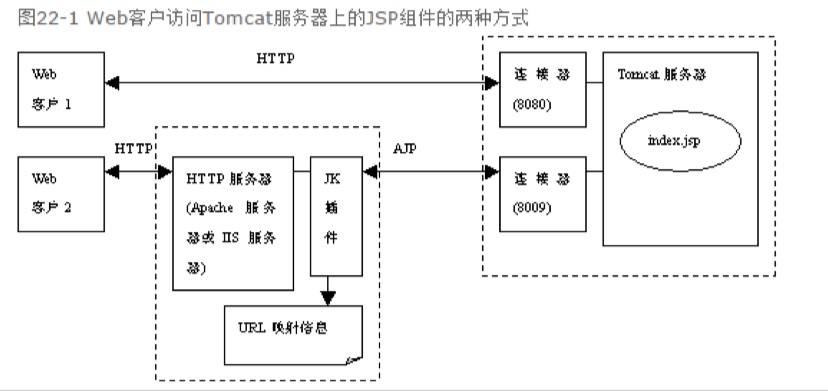 图22-1 Web客户访问Tomcat服务器上的JSP组件的两种方式
HTTP
Web
客户 1
连 接 器
(8080)
Tomcat 服务器
index.jsp
HTTP
AJP
Web
客户 2
HTTP 服务器
(Apache 服务
器或 IIS 服务
器)
JK
插
件
连 接 器
(8009)
URL 映射信息